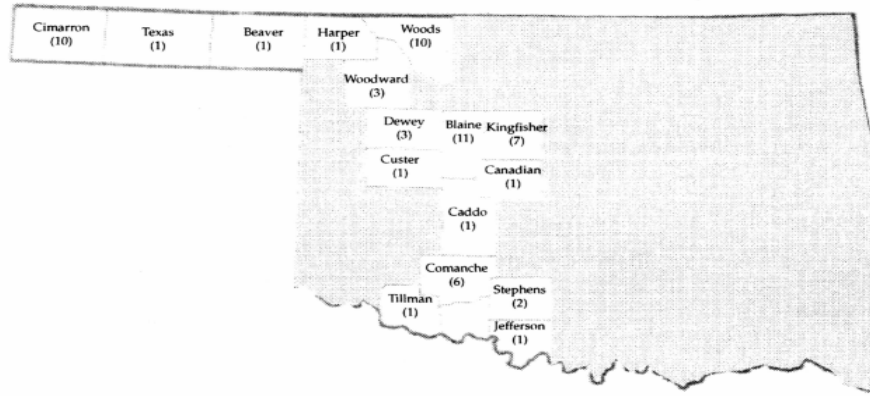 Cimarron
(10)
Texas
(1)
Beaver
(1)
Harper
(1)
Woods
(10)
Woodward
(3)
Dewey
(3)
Blaine
(11)
Kingfisher
(7)
Custer
(1)
Canadian
(1)
Caddo
(1)
Comanche
(6)
Stephens
(2)
Tillman
(1)
Jefferson
(1)